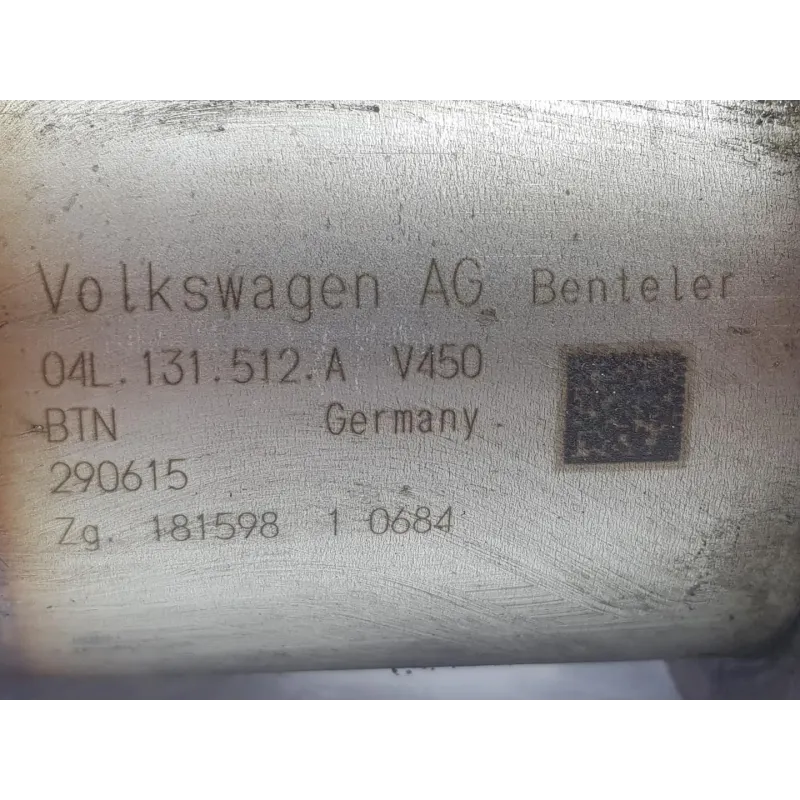 Volkswagen AG Benteler
04L.131.512.A V450
BTN Germany
290615
Zg. 181598 1 0684